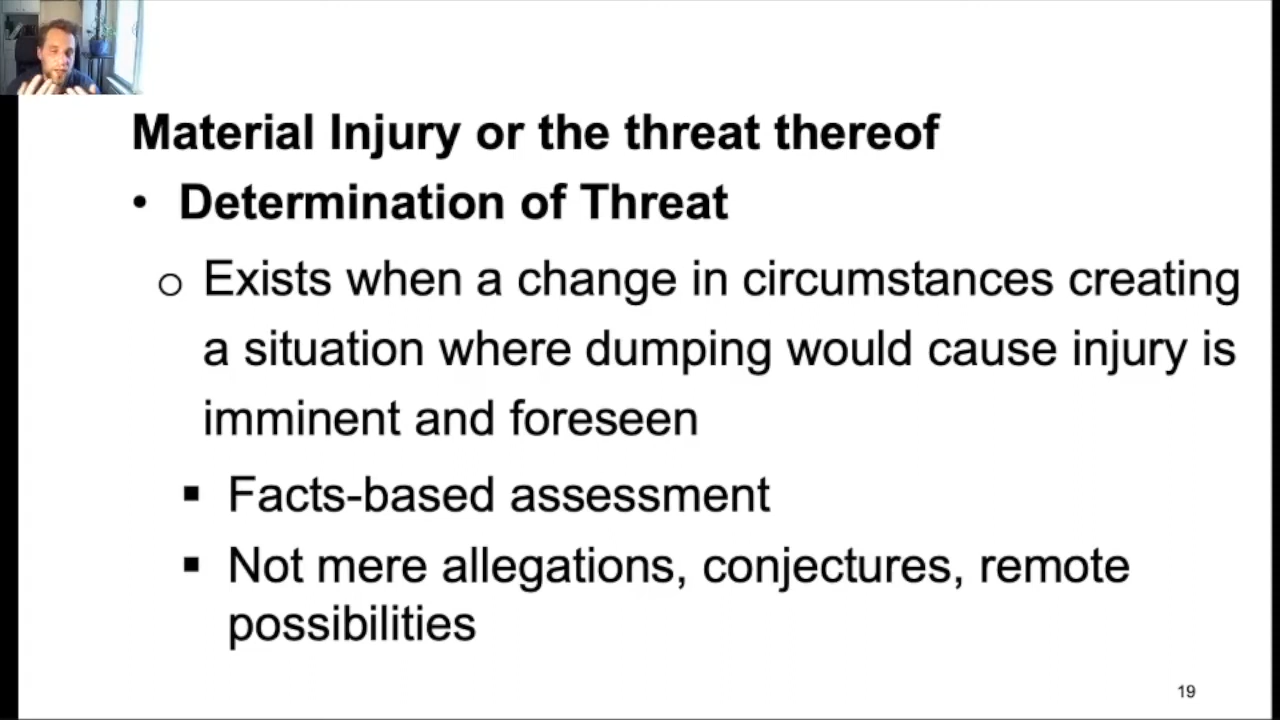 Material Injury or the threat thereof
• Determination of Threat
o Exists when a change in circumstances creating
a situation where dumping would cause injury is
imminent and foreseen
▪ Facts-based assessment
▪ Not mere allegations, conjectures, remote
possibilities
19